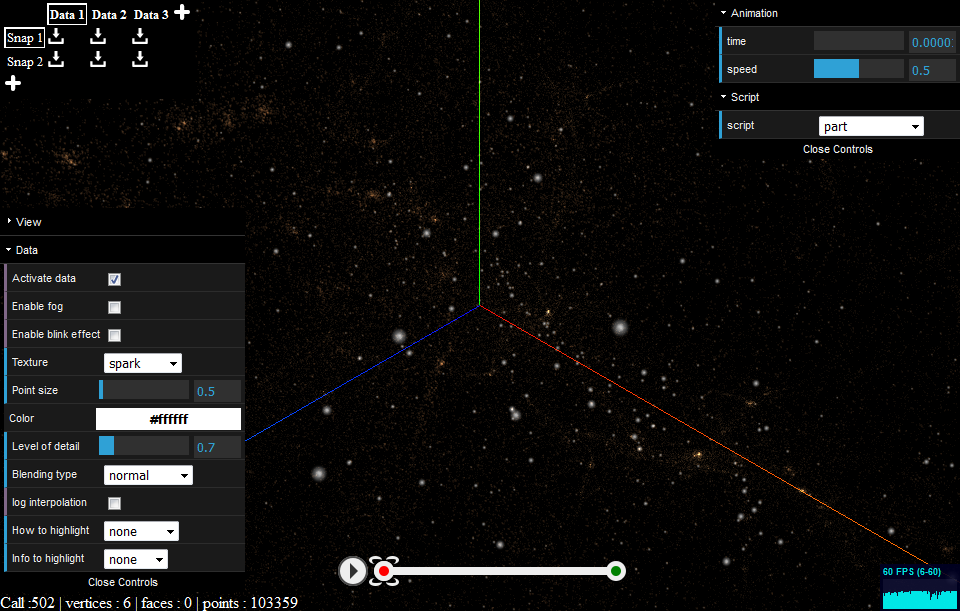 Data 1 Data 2 Data 3
Snap 1
Snap 2
Animation
time 0.0000
speed 0.5
Script
script part
Close Controls
View
Data
Activate data
Enable fog
Enable blink effect
Texture spark
Point size 0.5
Color #ffffff
Level of detail 0.7
Blending type normal
log interpolation
How to highlight none
Info to highlight none
Close Controls
60 FPS (6-60)
Call :502 | vertices : 6 | faces : 0 | points : 103359